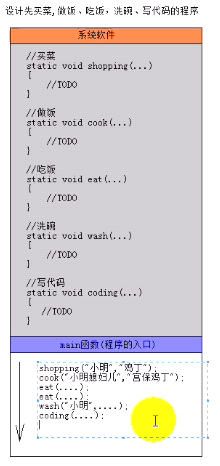 设计先买菜,做饭、吃饭，洗碗、写代码的程序
系统软件
//买菜
static void shopping(...)
{
//TODO
}
//做饭
static void cook(...)
{
//TODO
}
//吃饭
static void eat(...)
{
//TODO
}
//洗碗
static void wash(...)
{
//TODO
}
//写代码
static void coding(...)
{
//TODO
}
main函数(程序的入口)
shopping("小明","鸡丁");
cook("小明媳妇儿","宫保鸡丁");
eat(....);
eat(....);
wash("小明",.....);
coding(....);